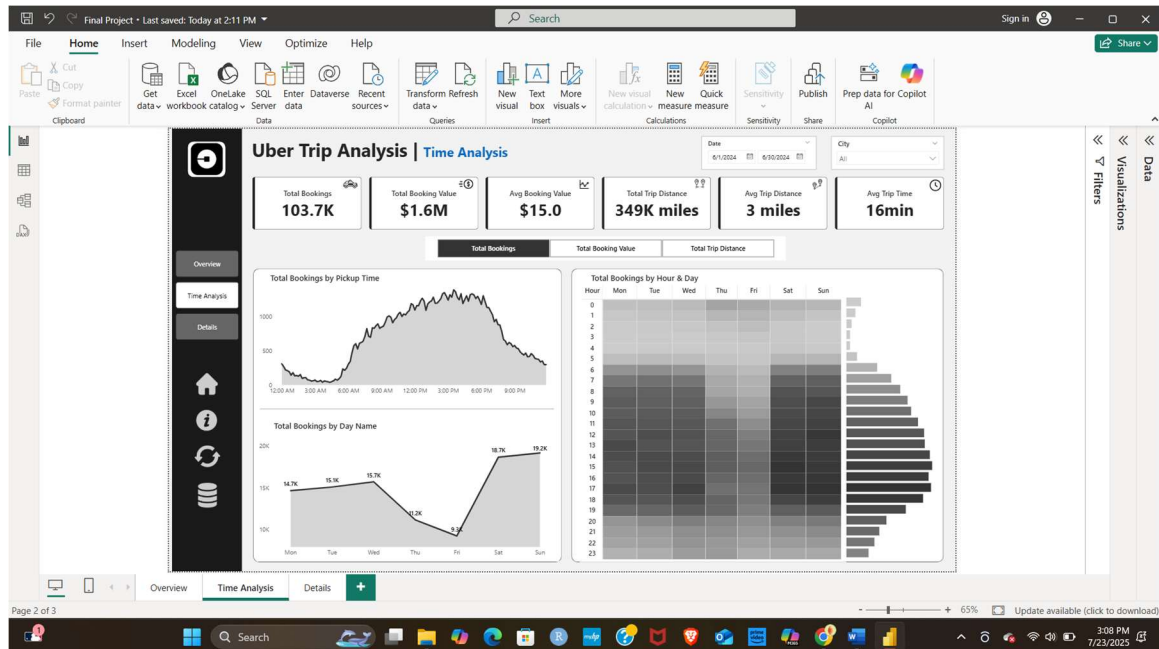 Final Project • Last saved: Today at 2:11 PM
Search
Sign in
File Home Insert Modeling View Optimize Help
Share
Paste
Cut
Copy
Format painter
Get data
Excel workbook
OneLake catalog
SQL Server
Enter data
Dataverse
Recent sources
Transform data
Refresh
New visual
Text box
More visuals
New visual calculation
New measure
Quick measure
Sensitivity
Publish
Prep data for AI
Copilot
Clipboard Data Queries Insert Calculations Sensitivity Share Copilot
Uber Trip Analysis | Time Analysis
Date
6/1/2024 6/30/2024
City
All
Total Bookings
103.7K
Total Booking Value
$1.6M
Avg Booking Value
$15.0
Total Trip Distance
349K miles
Avg Trip Distance
3 miles
Avg Trip Time
16min
Total Bookings Total Booking Value Total Trip Distance
Overview
Time Analysis
Details
Total Bookings by Pickup Time
1000
500
0
12:00 AM 3:00 AM 6:00 AM 9:00 AM 12:00 PM 3:00 PM 6:00 PM 9:00 PM
Total Bookings by Day Name
20K
15K
10K
14.7K 15.1K 15.7K 11.2K 9.3K 18.7K 19.2K
Mon Tue Wed Thu Fri Sat Sun
Total Bookings by Hour & Day
Hour Mon Tue Wed Thu Fri Sat Sun
0
1
2
3
4
5
6
7
8
9
10
11
12
13
14
15
16
17
18
19
20
21
22
23
Filters
Visualizations
Data
Overview Time Analysis Details
Page 2 of 3
65%
Update available (click to download)
Search
3:08 PM
7/23/2025